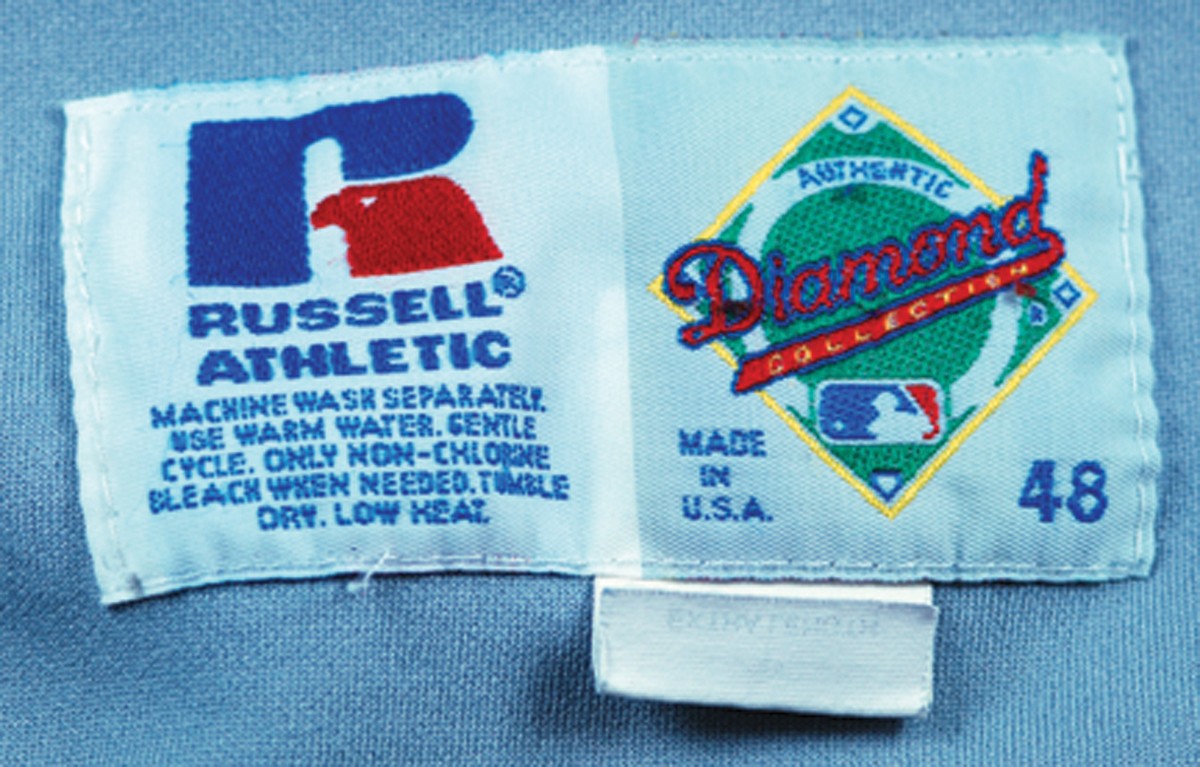 RUSSELL®
ATHLETIC
MACHINE WASH SEPARATELY.
USE WARM WATER. GENTLE
CYCLE. ONLY NON-CHLORINE
BLEACH WHEN NEEDED. TUMBLE
DRY. LOW HEAT.
AUTHENTIC
Diamond
COLLECTION
MADE
IN
U.S.A.
48